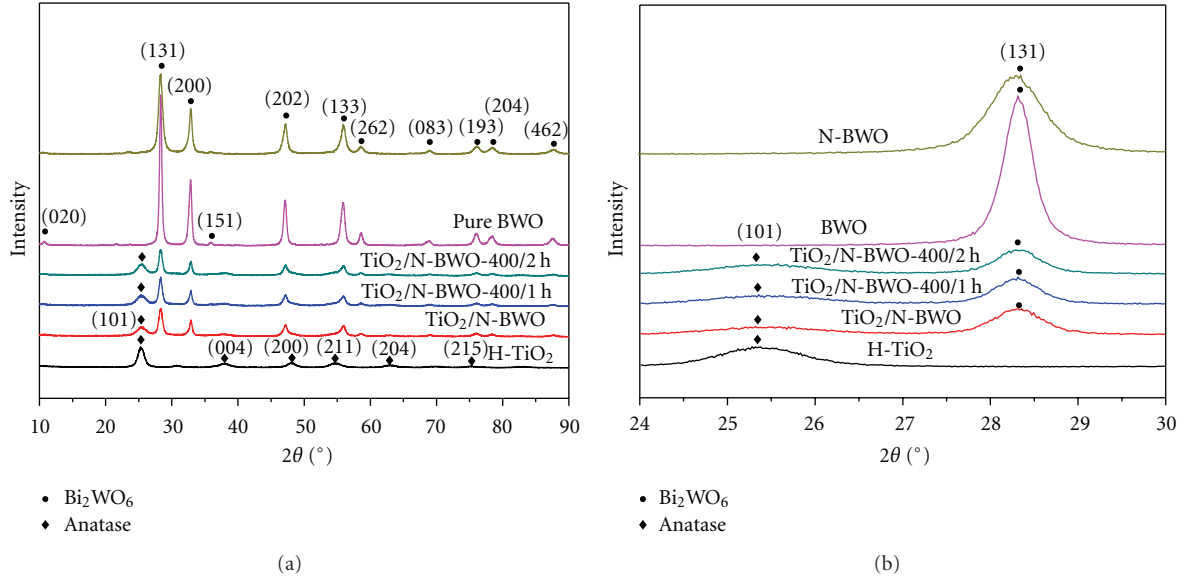 (131)
(200)
(202)
(133)
(262)
(083)
(193)
(204)
(462)
(020)
(151)
Pure BWO
TiO₂/N-BWO-400/2 h
TiO₂/N-BWO-400/1 h
(101)
TiO₂/N-BWO
(004)
(200)
(211)
(204)
(215)
H-TiO₂
Intensity
10 20 30 40 50 60 70 80 90
2θ (°)
• Bi₂WO₆
♦ Anatase
(a)
(131)
N-BWO
(101)
BWO
TiO₂/N-BWO-400/2 h
TiO₂/N-BWO-400/1 h
TiO₂/N-BWO
H-TiO₂
Intensity
24 25 26 27 28 29 30
2θ (°)
• Bi₂WO₆
♦ Anatase
(b)